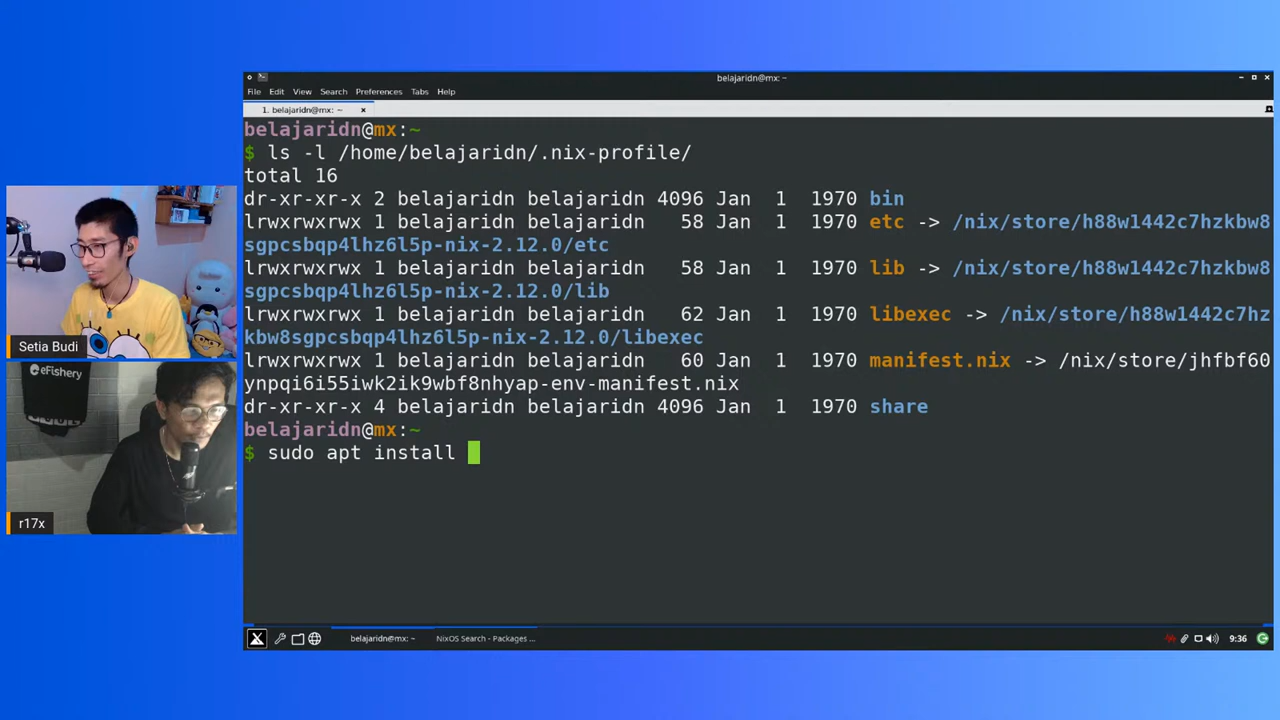 belajaridn@mx: ~
File Edit View Search Preferences Tabs Help
1. belajaridn@mx: ~ ×
belajaridn@mx:~
$ ls -l /home/belajaridn/.nix-profile/
total 16
dr-xr-xr-x 2 belajaridn belajaridn 4096 Jan 1 1970 bin
lrwxrwxrwx 1 belajaridn belajaridn 58 Jan 1 1970 etc -> /nix/store/h88w1442c7hzkbw8
sgpcsbqp4lhz6l5p-nix-2.12.0/etc
lrwxrwxrwx 1 belajaridn belajaridn 58 Jan 1 1970 lib -> /nix/store/h88w1442c7hzkbw8
sgpcsbqp4lhz6l5p-nix-2.12.0/lib
lrwxrwxrwx 1 belajaridn belajaridn 62 Jan 1 1970 libexec -> /nix/store/h88w1442c7hz
kbw8sgpcsbqp4lhz6l5p-nix-2.12.0/libexec
lrwxrwxrwx 1 belajaridn belajaridn 60 Jan 1 1970 manifest.nix -> /nix/store/jhfbf60
ynpqi6i55iwk2ik9wbf8nhyap-env-manifest.nix
dr-xr-xr-x 4 belajaridn belajaridn 4096 Jan 1 1970 share
belajaridn@mx:~
$ sudo apt install
belajaridn@mx: ~
NixOS Search - Packages ...
9:36
Setia Budi
eFishery
r17x